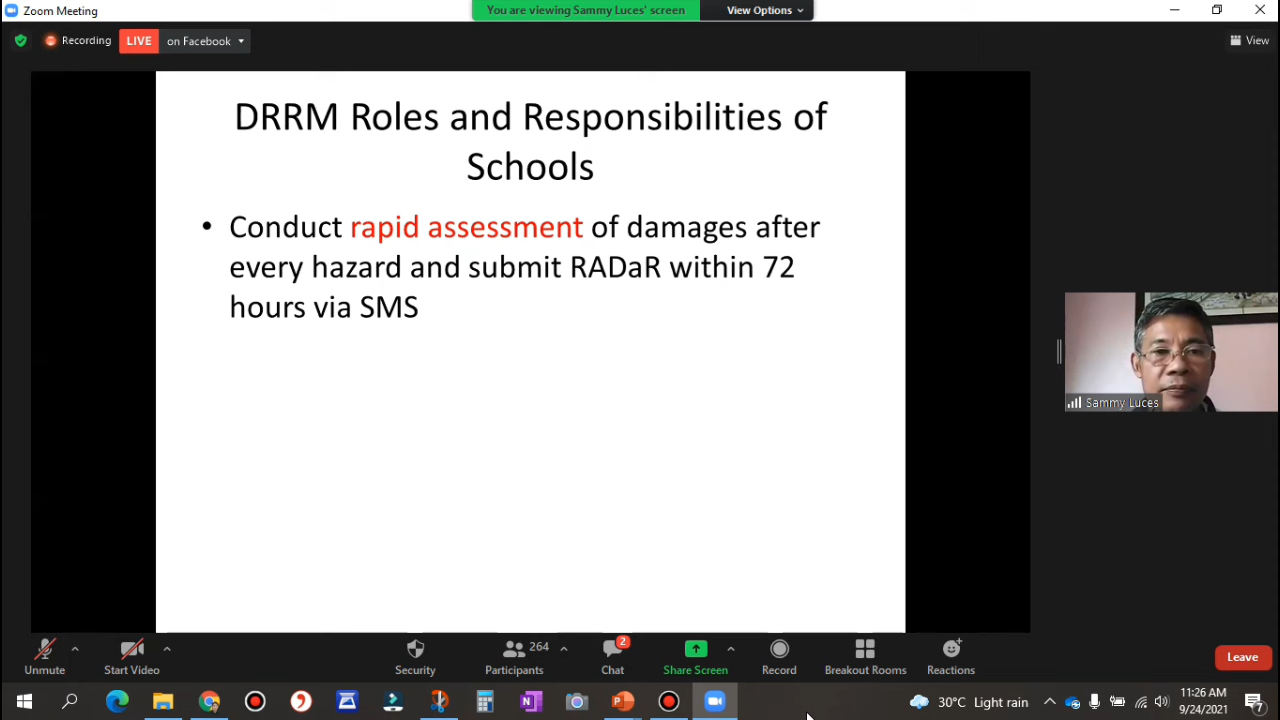 Zoom Meeting
You are viewing Sammy Luces' screen
View Options
Recording
LIVE
on Facebook
View
DRRM Roles and Responsibilities of
Schools
• Conduct rapid assessment of damages after
every hazard and submit RADaR within 72
hours via SMS
Sammy Luces
Unmute
Start Video
Security
264
Participants
2
Chat
Share Screen
Record
Breakout Rooms
Reactions
Leave
30°C Light rain
11:26 AM
9/24/2021
7